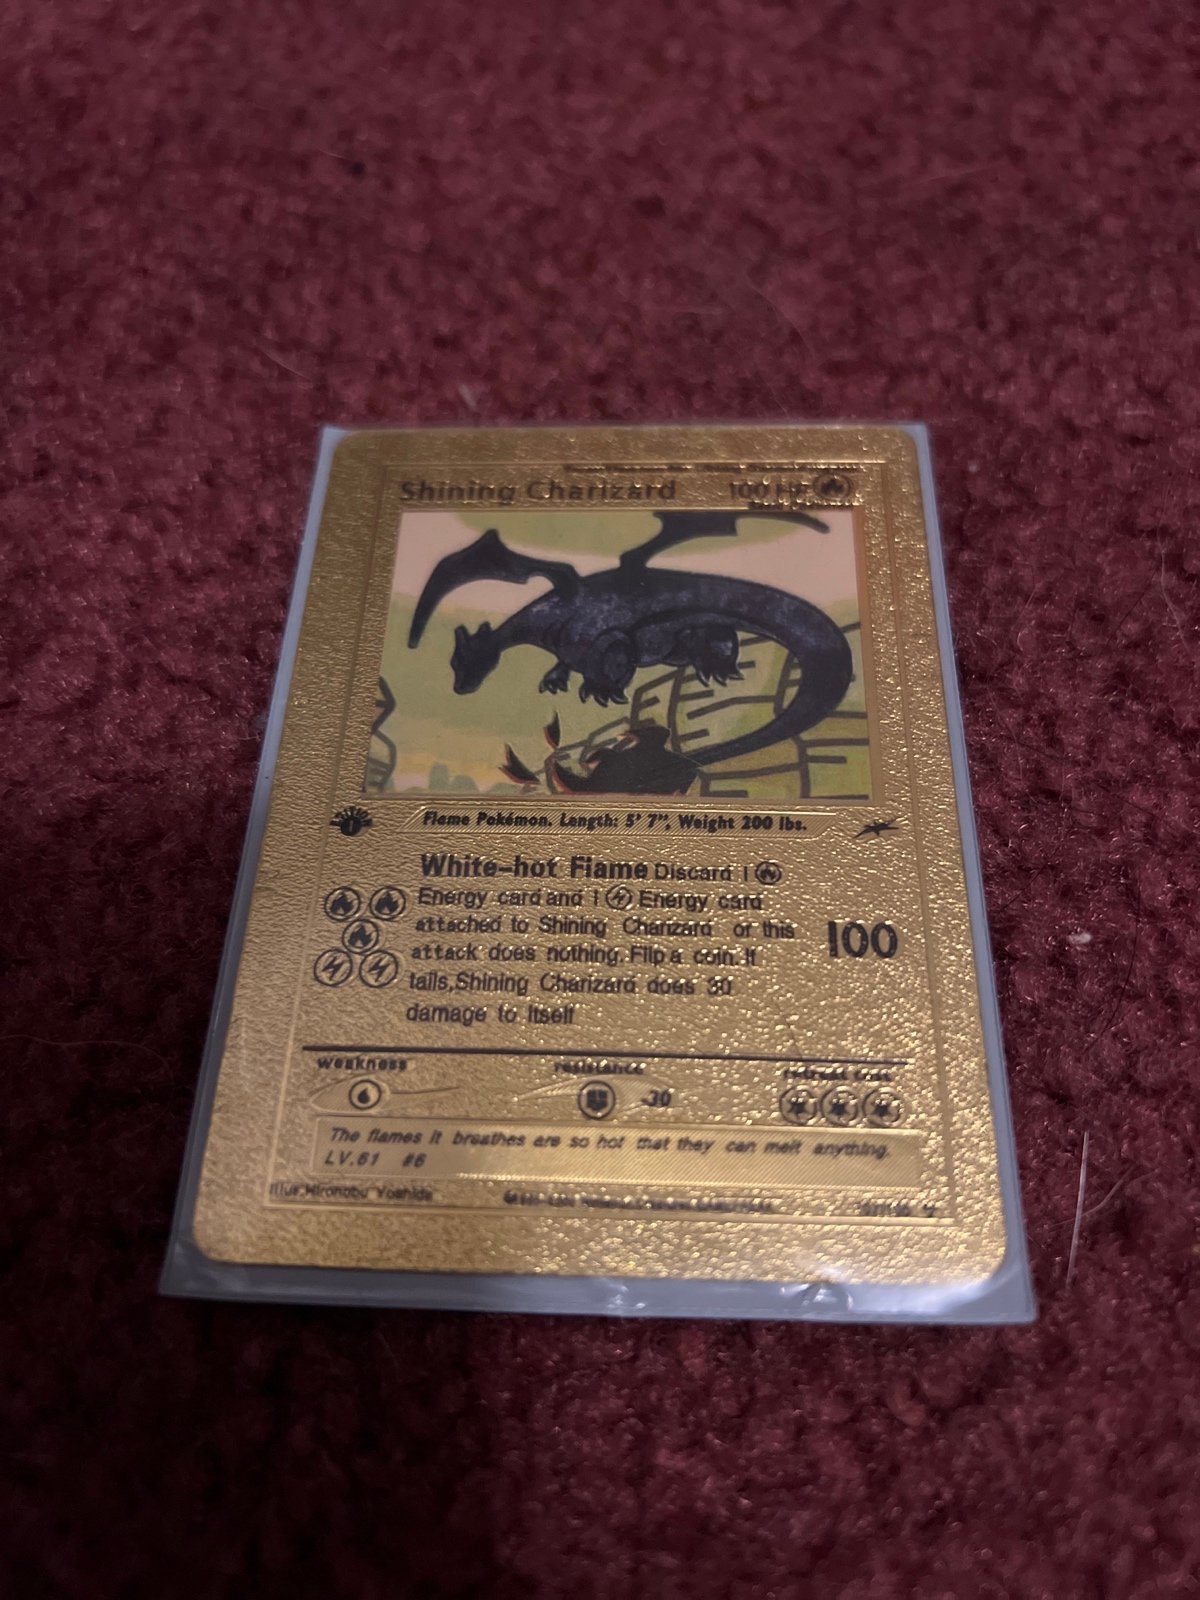 Shining Charizard 100 HP
Flame Pokémon. Length: 5' 7", Weight 200 lbs.
White-hot Flame Discard 1
Energy card and 1 Energy card
attached to Shining Charizard or this
attack does nothing. Flip a coin. If
tails, Shining Charizard does 30
damage to itself
100
weakness resistance retreat cost
-30
The flames it breathes are so hot that they can melt anything.
LV.61 #6
Illus. Hironobu Yoshida